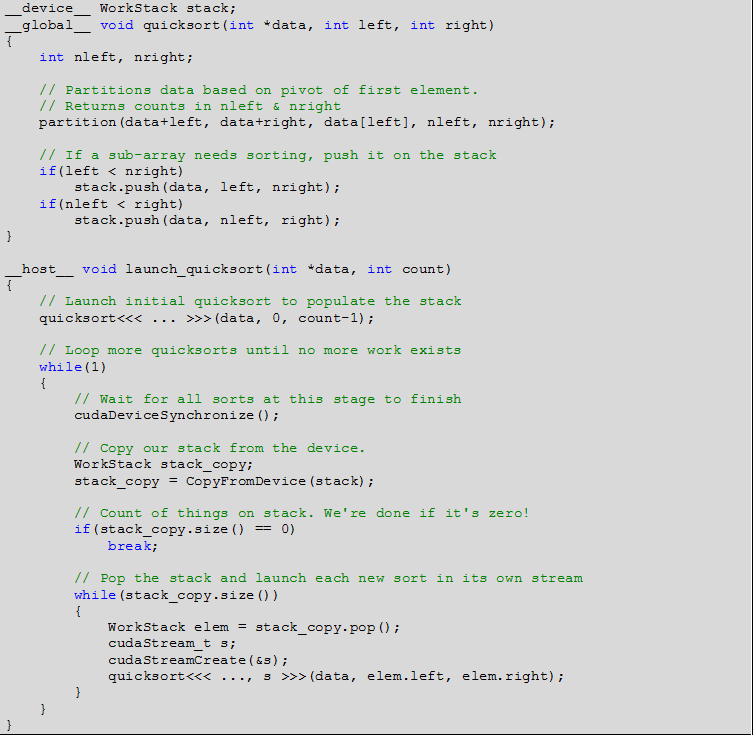 __device__ WorkStack stack;
__global__ void quicksort(int *data, int left, int right)
{
    int nleft, nright;

    // Partitions data based on pivot of first element.
    // Returns counts in nleft & nright
    partition(data+left, data+right, data[left], nleft, nright);

    // If a sub-array needs sorting, push it on the stack
    if(left < nright)
        stack.push(data, left, nright);
    if(nleft < right)
        stack.push(data, nleft, right);
}

__host__ void launch_quicksort(int *data, int count)
{
    // Launch initial quicksort to populate the stack
    quicksort<<< ... >>>(data, 0, count-1);

    // Loop more quicksorts until no more work exists
    while(1)
    {
        // Wait for all sorts at this stage to finish
        cudaDeviceSynchronize();

        // Copy our stack from the device.
        WorkStack stack_copy;
        stack_copy = CopyFromDevice(stack);

        // Count of things on stack. We're done if it's zero!
        if(stack_copy.size() == 0)
            break;

        // Pop the stack and launch each new sort in its own stream
        while(stack_copy.size())
        {
            WorkStack elem = stack_copy.pop();
            cudaStream_t s;
            cudaStreamCreate(&s);
            quicksort<<< ..., s >>>(data, elem.left, elem.right);
        }
    }
}